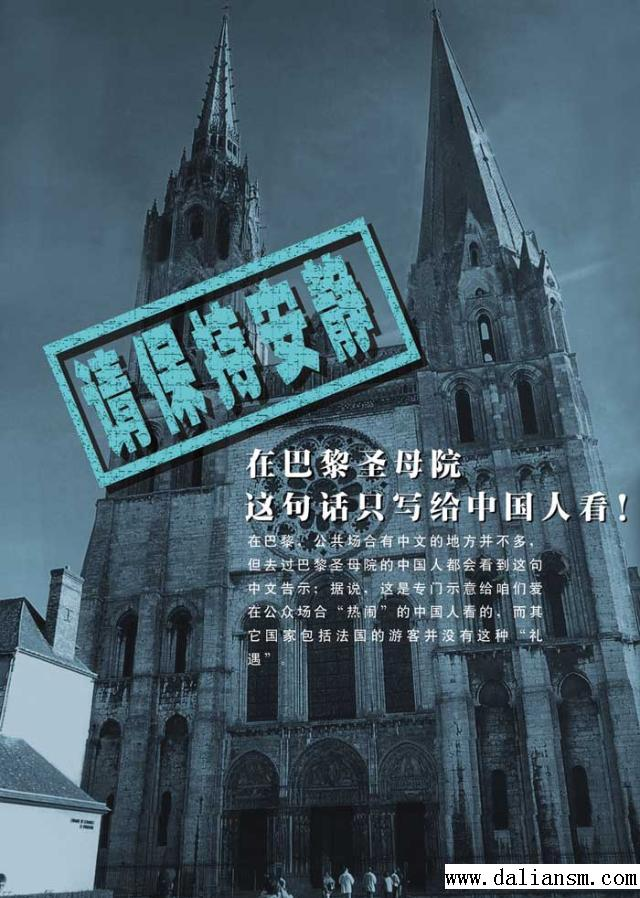 请保持安静
在巴黎圣母院
这句话只写给中国人看!
在巴黎,公共场合有中文的地方并不多,
但去过巴黎圣母院的中国人都会看到这句
中文告示;据说,这是专门示意给咱们爱
在公众场合“热闹”的中国人看的,而其
它国家包括法国的游客并没有这种“礼
遇”。
www.daliansm.com